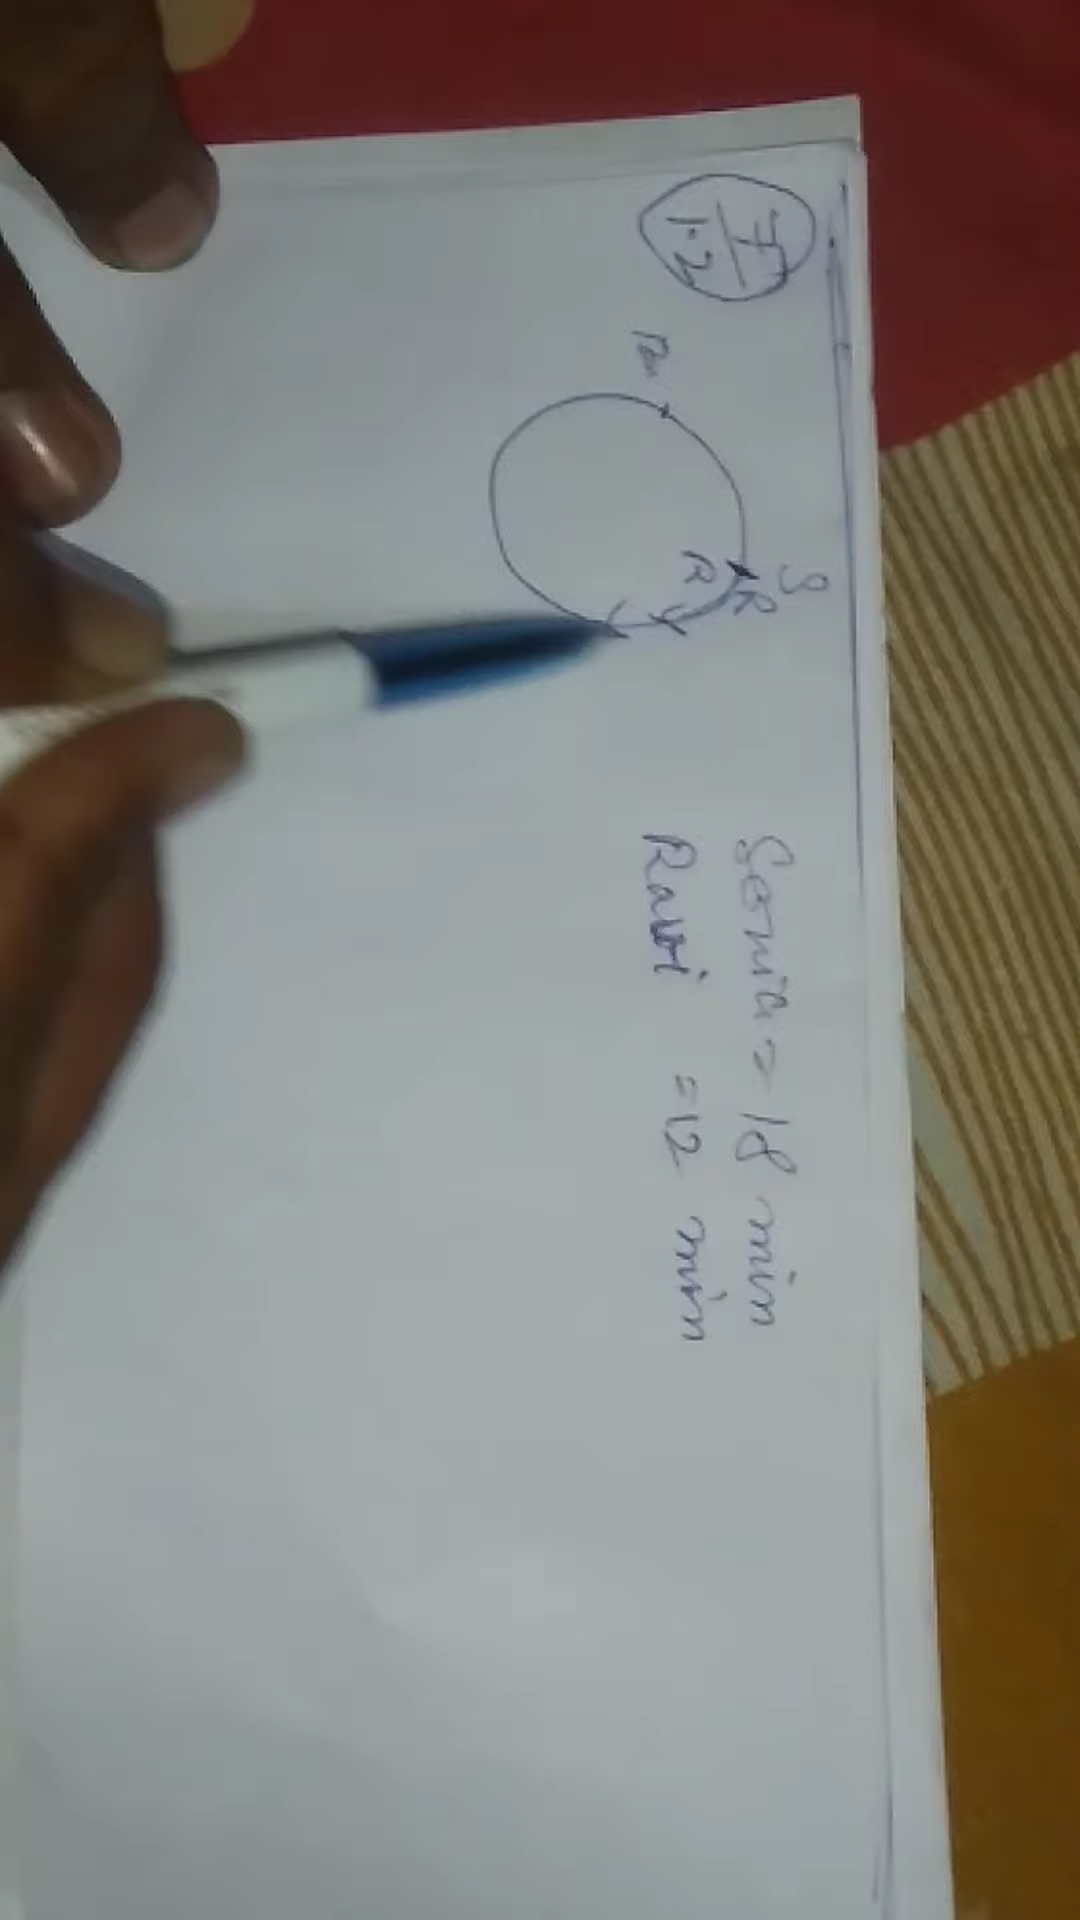 7
1.2
S
R
R
Sonia = 18 min
Ravi = 12 min